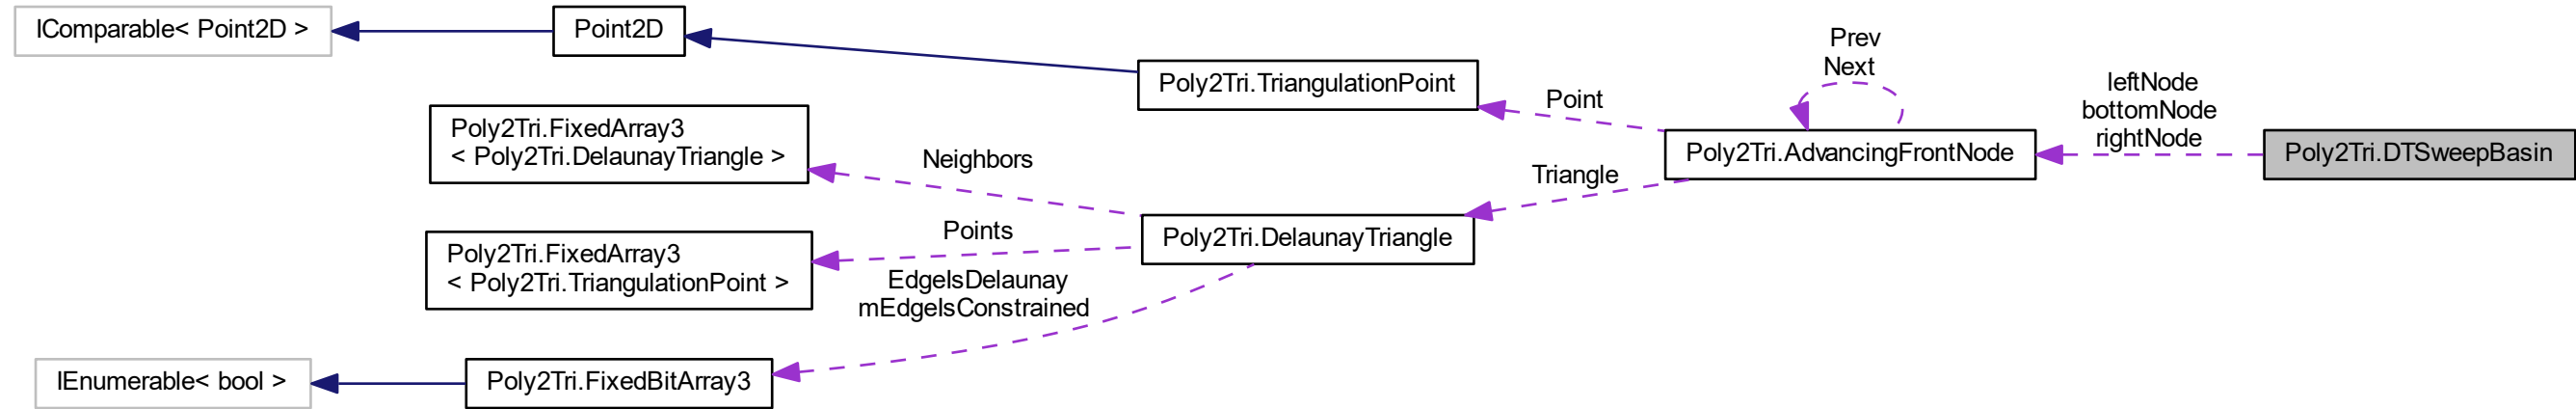 IComparable< Point2D >
Point2D
Poly2Tri.TriangulationPoint
Point
Prev
Next
leftNode
bottomNode
rightNode
Poly2Tri.FixedArray3
< Poly2Tri.DelaunayTriangle >
Neighbors
Poly2Tri.AdvancingFrontNode
Poly2Tri.DTSweepBasin
Triangle
Poly2Tri.FixedArray3
< Poly2Tri.TriangulationPoint >
Points
Poly2Tri.DelaunayTriangle
EdgeIsDelaunay
mEdgeIsConstrained
IEnumerable< bool >
Poly2Tri.FixedBitArray3